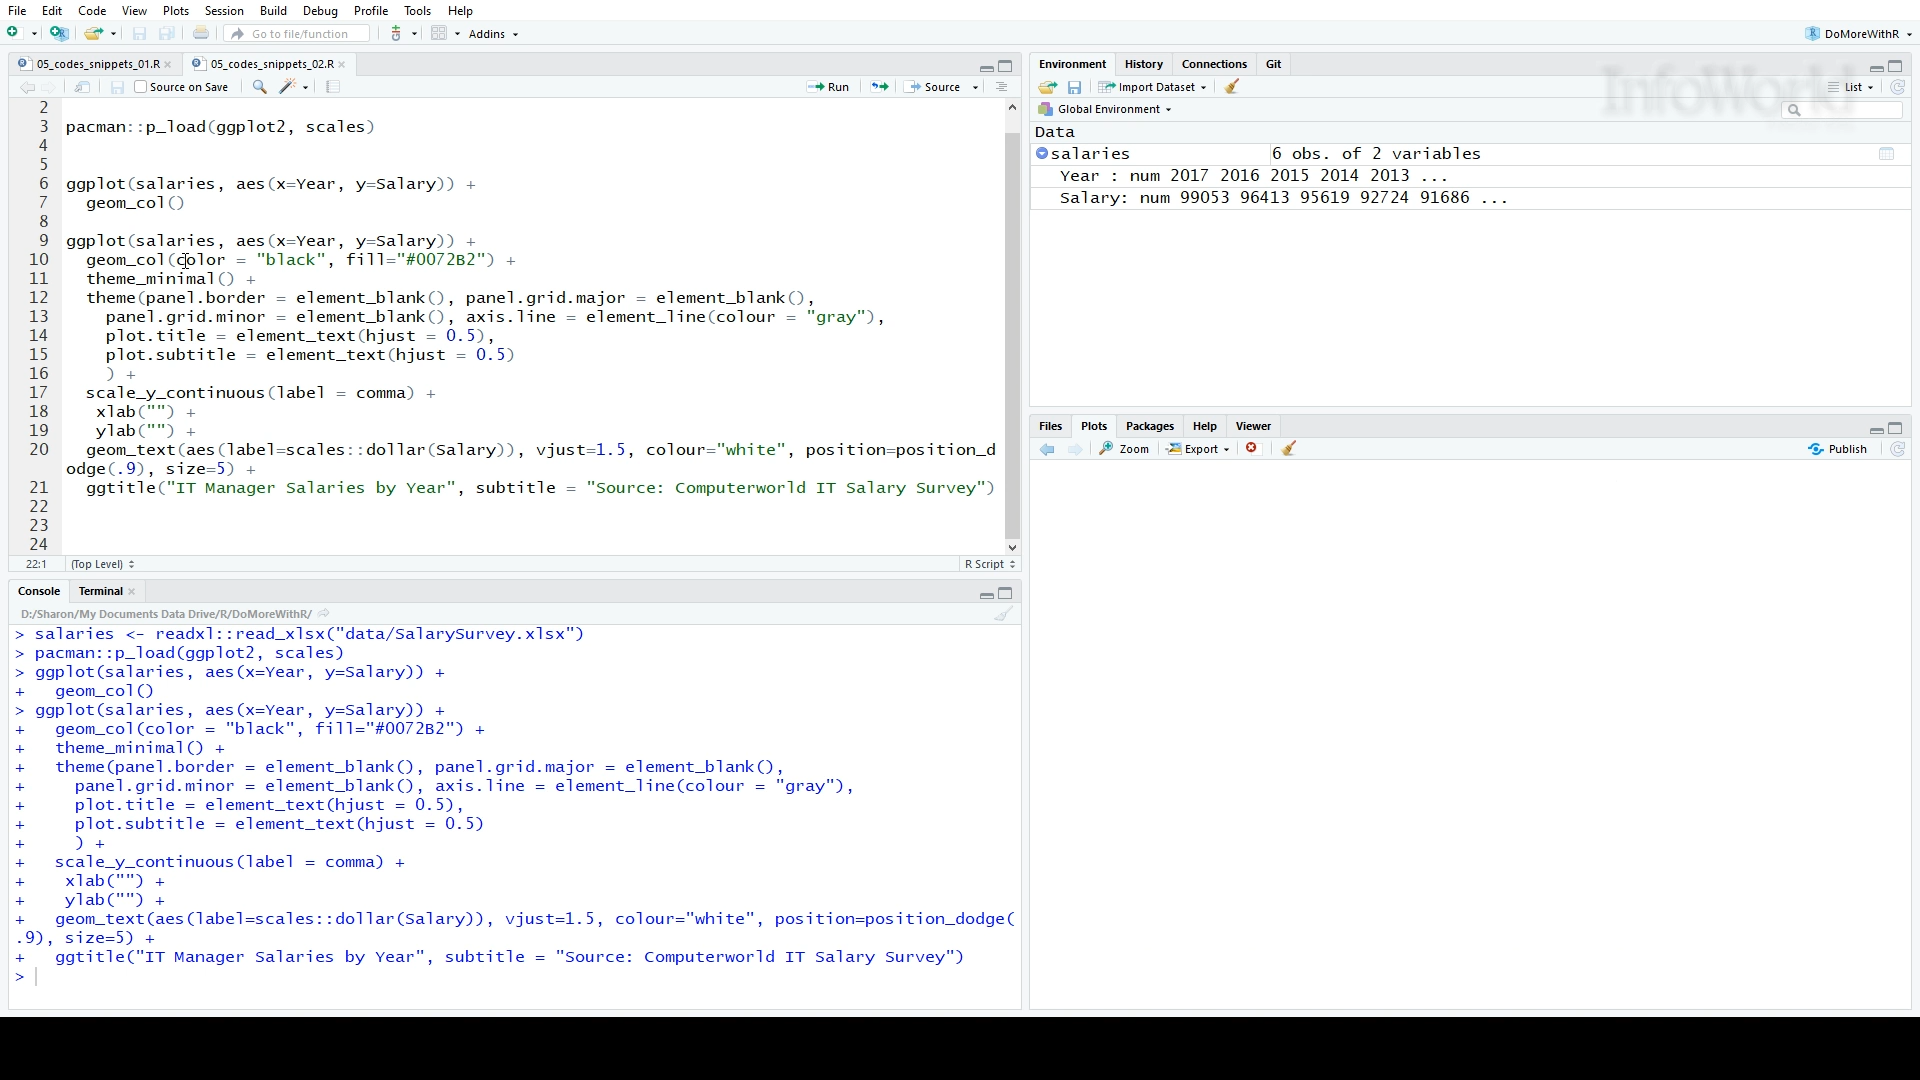 File Edit Code View Plots Session Build Debug Profile Tools Help
Go to file/function Addins DoMoreWithR
05_codes_snippets_01.R 05_codes_snippets_02.R
Source on Save Run Source
2
3 pacman::p_load(ggplot2, scales)
4
5
6 ggplot(salaries, aes(x=Year, y=Salary)) +
7 geom_col()
8
9 ggplot(salaries, aes(x=Year, y=Salary)) +
10 geom_col(color = "black", fill="#0072B2") +
11 theme_minimal() +
12 theme(panel.border = element_blank(), panel.grid.major = element_blank(),
13 panel.grid.minor = element_blank(), axis.line = element_line(colour = "gray"),
14 plot.title = element_text(hjust = 0.5),
15 plot.subtitle = element_text(hjust = 0.5)
16 ) +
17 scale_y_continuous(label = comma) +
18 xlab("") +
19 ylab("") +
20 geom_text(aes(label=scales::dollar(Salary)), vjust=1.5, colour="white", position=position_d
odge(.9), size=5) +
21 ggtitle("IT Manager Salaries by Year", subtitle = "Source: Computerworld IT Salary Survey")
22
23
24
22:1 (Top Level) R Script
Console Terminal
D:/Sharon/My Documents Data Drive/R/DoMoreWithR/
> salaries <- readxl::read_xlsx("data/SalarySurvey.xlsx")
> pacman::p_load(ggplot2, scales)
> ggplot(salaries, aes(x=Year, y=Salary)) +
+ geom_col()
> ggplot(salaries, aes(x=Year, y=Salary)) +
+ geom_col(color = "black", fill="#0072B2") +
+ theme_minimal() +
+ theme(panel.border = element_blank(), panel.grid.major = element_blank(),
+ panel.grid.minor = element_blank(), axis.line = element_line(colour = "gray"),
+ plot.title = element_text(hjust = 0.5),
+ plot.subtitle = element_text(hjust = 0.5)
+ ) +
+ scale_y_continuous(label = comma) +
+ xlab("") +
+ ylab("") +
+ geom_text(aes(label=scales::dollar(Salary)), vjust=1.5, colour="white", position=position_dodge(
.9), size=5) +
+ ggtitle("IT Manager Salaries by Year", subtitle = "Source: Computerworld IT Salary Survey")
>
Environment History Connections Git
Import Dataset List
InfoWorld
Global Environment
Data
salaries 6 obs. of 2 variables
Year : num 2017 2016 2015 2014 2013 ...
Salary: num 99053 96413 95619 92724 91686 ...
Files Plots Packages Help Viewer
Zoom Export Publish